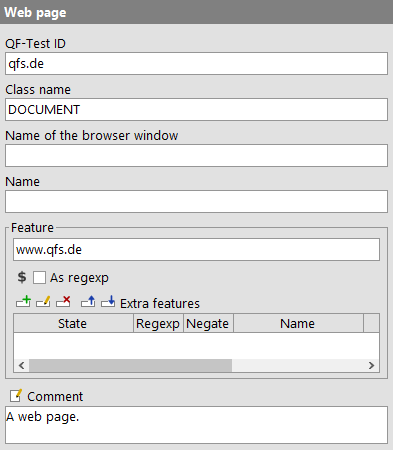 Web page
QF-Test ID
qfs.de
Class name
DOCUMENT
Name of the browser window
Name
Feature
www.qfs.de
$ As regexp
Extra features
State Regexp Negate Name
Comment
A web page.